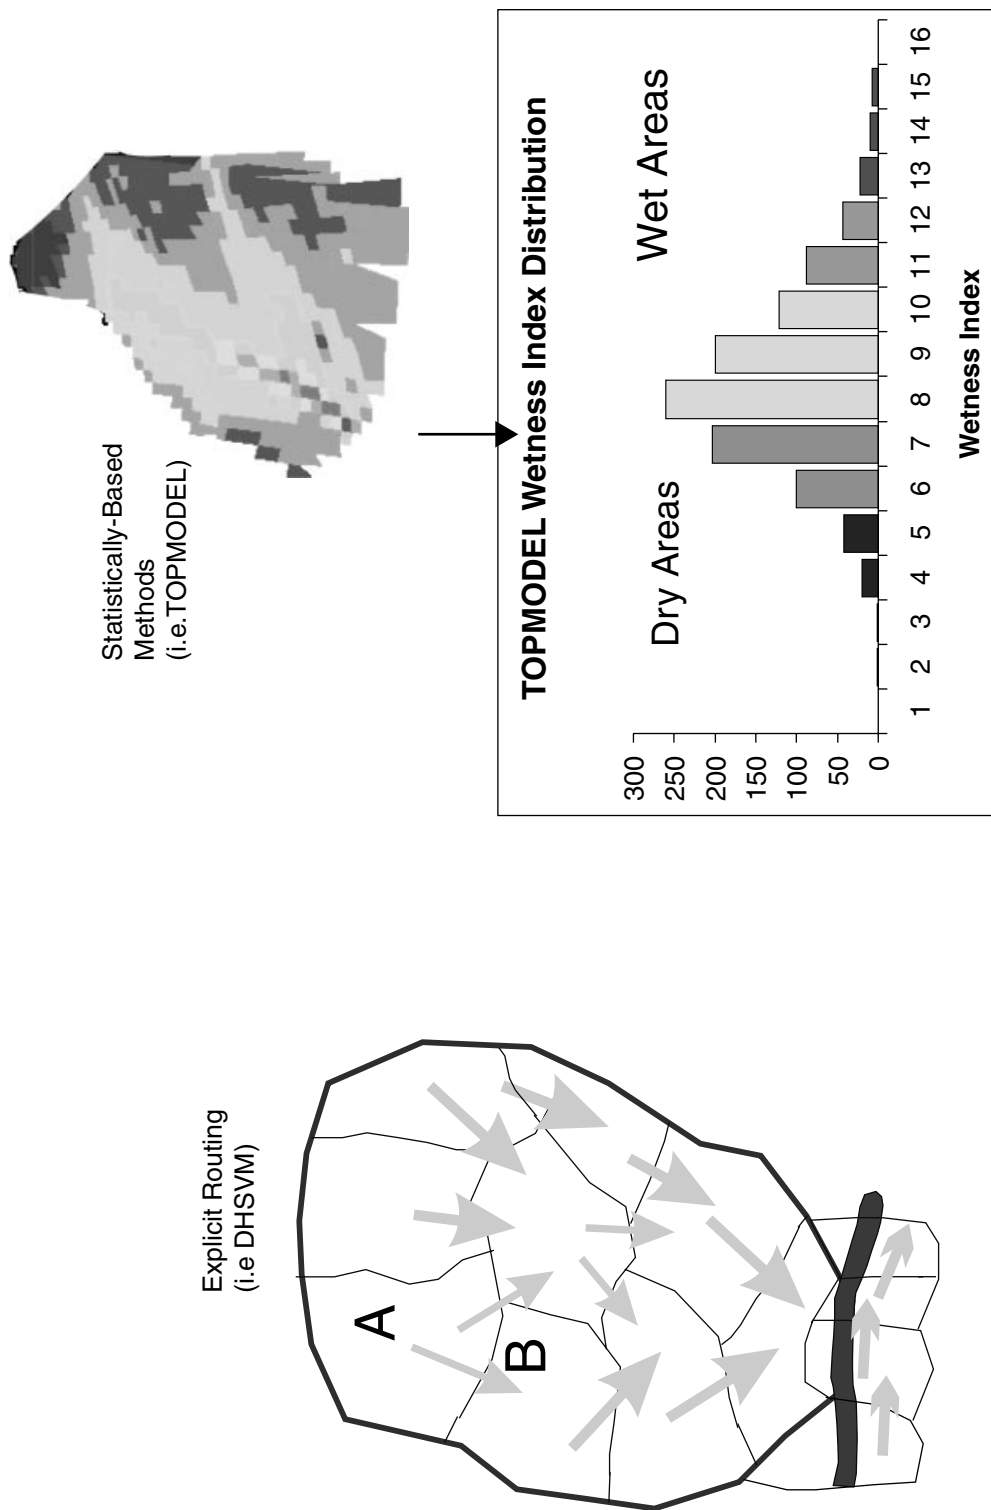 Explicit Routing
(i.e DHSVM)
A
B
Statistically-Based
Methods
(i.e.TOPMODEL)
TOPMODEL Wetness Index Distribution
Dry Areas
Wet Areas
300
250
200
150
100
50
0
1 2 3 4 5 6 7 8 9 10 11 12 13 14 15 16
Wetness Index